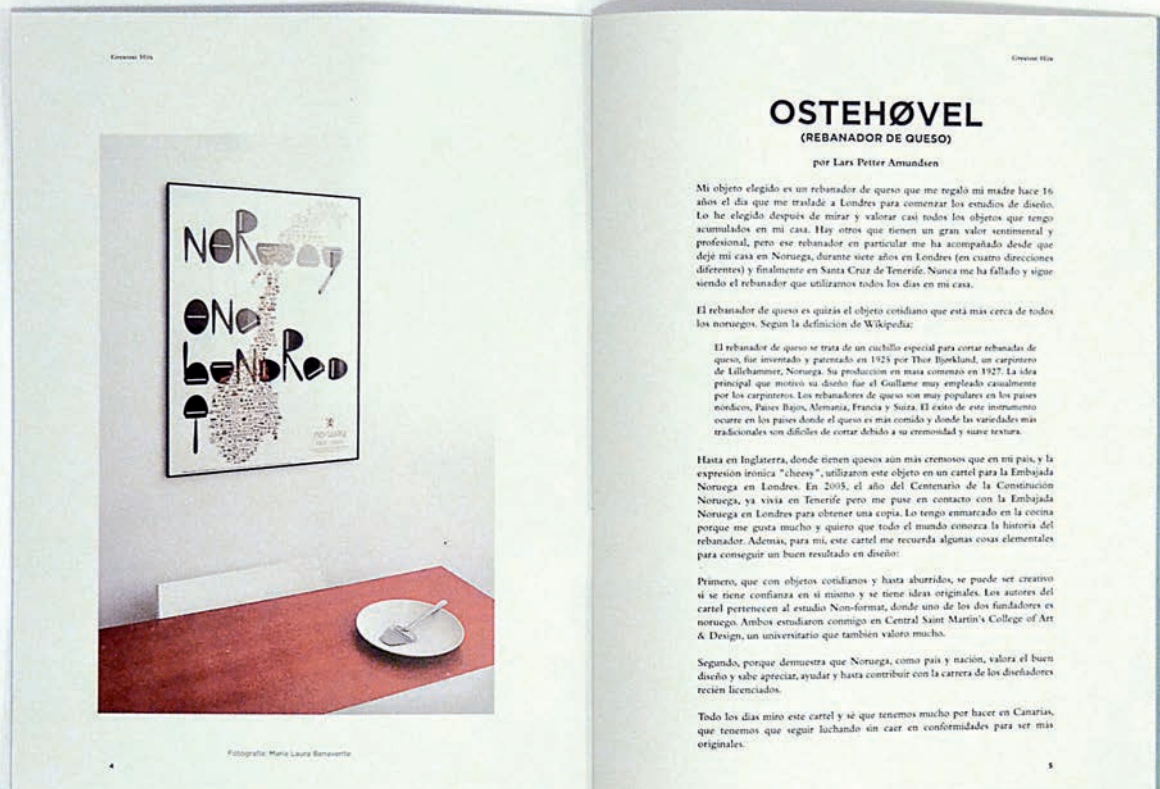 NORway
ONe
huNDRed
norway
Fotografía: María Laura Benavente
4
OSTEHØVEL
(REBANADOR DE QUESO)
por Lars Petter Amundsen
Mi objeto elegido es un rebanador de queso que me regaló mi madre hace 16
años el día que me trasladé a Londres para comenzar los estudios de diseño.
Lo he elegido después de mirar y valorar casi todos los objetos que tengo
acumulados en mi casa. Hay otros que tienen un gran valor sentimental y
profesional, pero ese rebanador en particular me ha acompañado desde que
dejé mi casa en Noruega, durante siete años en Londres (en cuatro direcciones
diferentes) y finalmente en Santa Cruz de Tenerife. Nunca me ha fallado y sigue
siendo el rebanador que utilizamos todos los días en mi casa.
El rebanador de queso es quizás el objeto cotidiano que está más cerca de todos
los noruegos. Según la definición de Wikipedia:
El rebanador de queso se trata de un cuchillo especial para cortar rebanadas de
queso, fue inventado y patentado en 1925 por Thor Bjørklund, un carpintero
de Lillehammer, Noruega. Su producción en masa comenzó en 1927. La idea
principal que motivó su diseño fue el Guillame muy empleado casualmente
por los carpinteros. Los rebanadores de queso son muy populares en los países
nórdicos, Países Bajos, Alemania, Francia y Suiza. El éxito de este instrumento
ocurre en los países donde el queso es más comido y donde las variedades más
tradicionales son difíciles de cortar debido a su cremosidad y suave textura.
Hasta en Inglaterra, donde tienen quesos aún más cremosos que en mi país, y la
expresión irónica "cheesy", utilizaron este objeto en un cartel para la Embajada
Noruega en Londres. En 2005, el año del Centenario de la Constitución
Noruega, ya vivía en Tenerife pero me puse en contacto con la Embajada
Noruega en Londres para obtener una copia. Lo tengo enmarcado en la cocina
porque me gusta mucho y quiero que todo el mundo conozca la historia del
rebanador. Además, para mí, este cartel me recuerda algunas cosas elementales
para conseguir un buen resultado en diseño:
Primero, que con objetos cotidianos y hasta aburridos, se puede ser creativo
si se tiene confianza en sí mismo y se tiene ideas originales. Los autores del
cartel pertenecen al estudio Non-format, donde uno de los dos fundadores es
noruego. Ambos estudiaron conmigo en Central Saint Martin's College of Art
& Design, un universitario que también valoro mucho.
Segundo, porque demuestra que Noruega, como país y nación, valora el buen
diseño y sabe apreciar, ayudar y hasta contribuir con la carrera de los diseñadores
recién licenciados.
Todo los días miro este cartel y sé que tenemos mucho por hacer en Canarias,
que tenemos que seguir luchando sin caer en conformidades para ser más
originales.
5